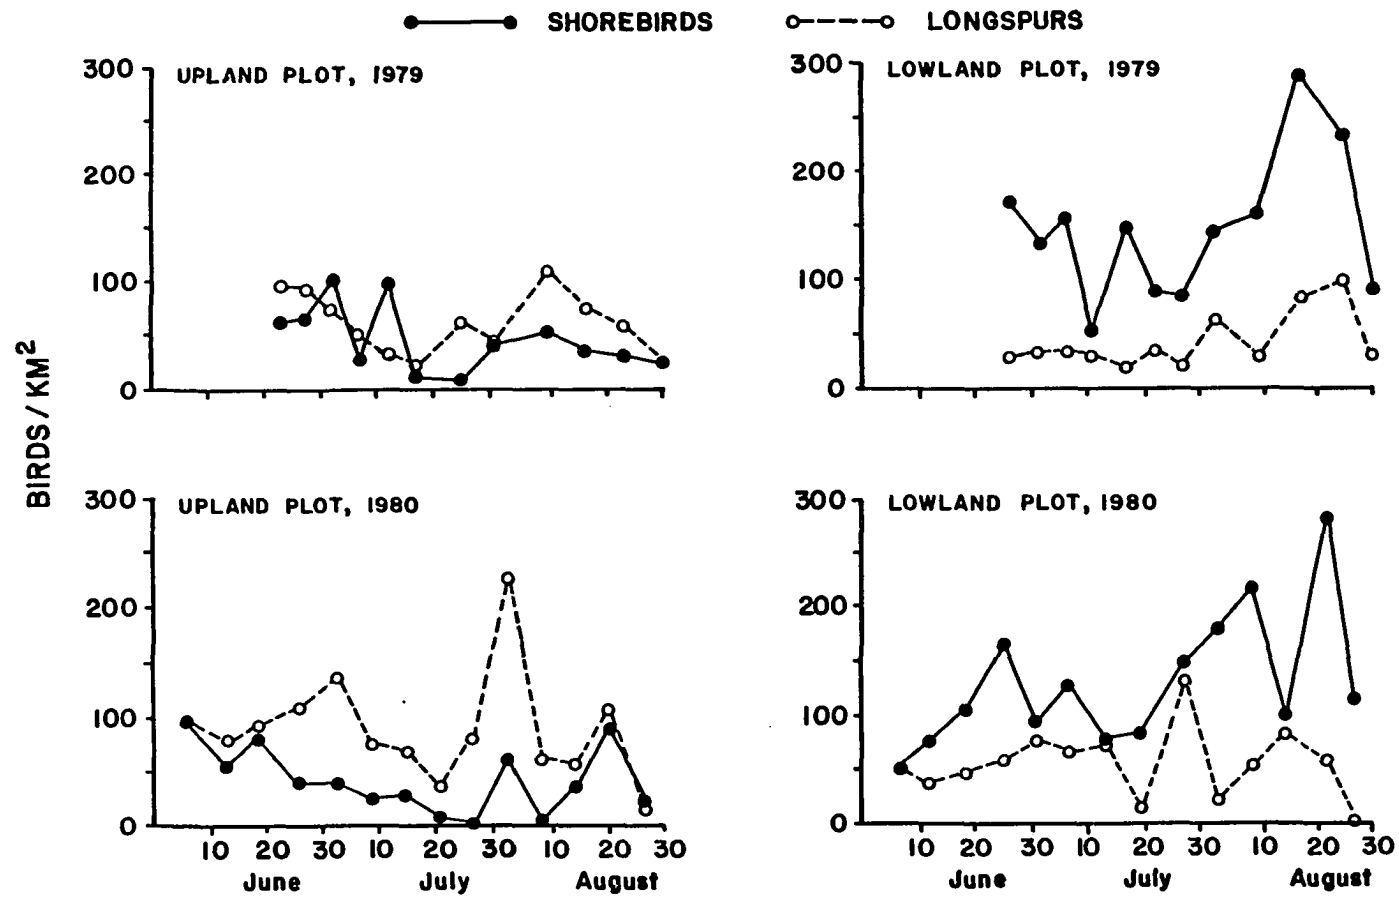 SHOREBIRDS LONGSPURS
UPLAND PLOT, 1979
300
200
100
0
LOWLAND PLOT, 1979
300
200
100
0
BIRDS/KM²
UPLAND PLOT, 1980
300
200
100
0
10 20 30 10 20 30 10 20 30
June July August
LOWLAND PLOT, 1980
300
200
100
0
10 20 30 10 20 30 10 20 30
June July August